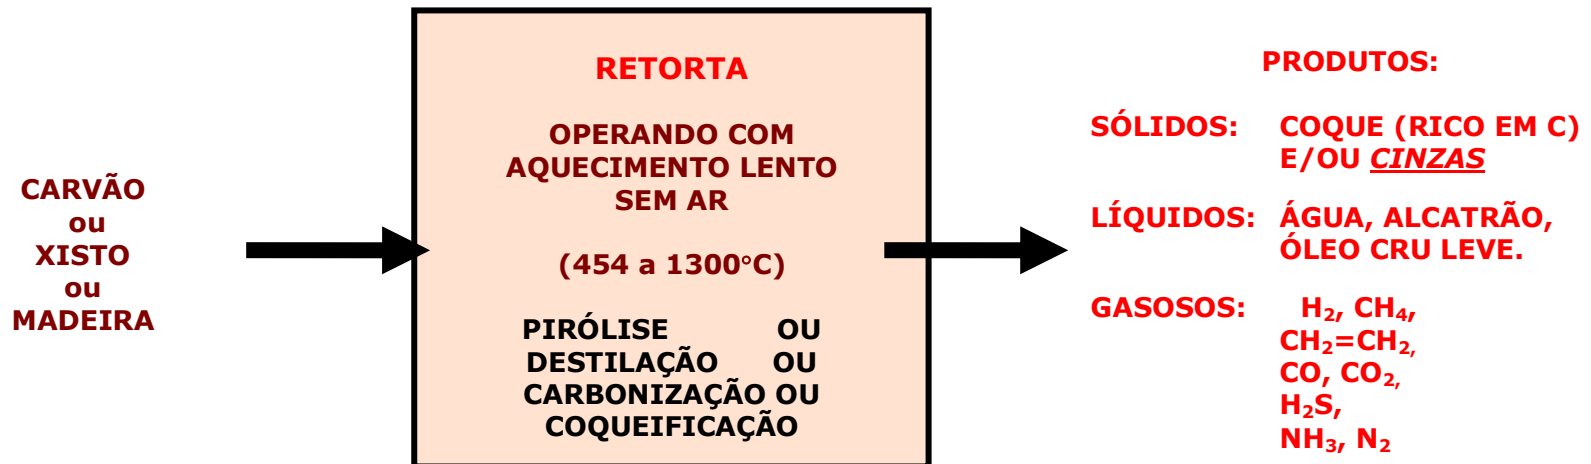 CARVÃO
ou
XISTO
ou
MADEIRA
RETORTA
OPERANDO COM
AQUECIMENTO LENTO
SEM AR
(454 a 1300°C)
PIRÓLISE OU
DESTILAÇÃO OU
CARBONIZAÇÃO OU
COQUEIFICAÇÃO
PRODUTOS:
SÓLIDOS: COQUE (RICO EM C)
E/OU CINZAS
LÍQUIDOS: ÁGUA, ALCATRÃO,
ÓLEO CRU LEVE.
GASOSOS: H₂, CH₄,
CH₂=CH₂,
CO, CO₂,
H₂S,
NH₃, N₂